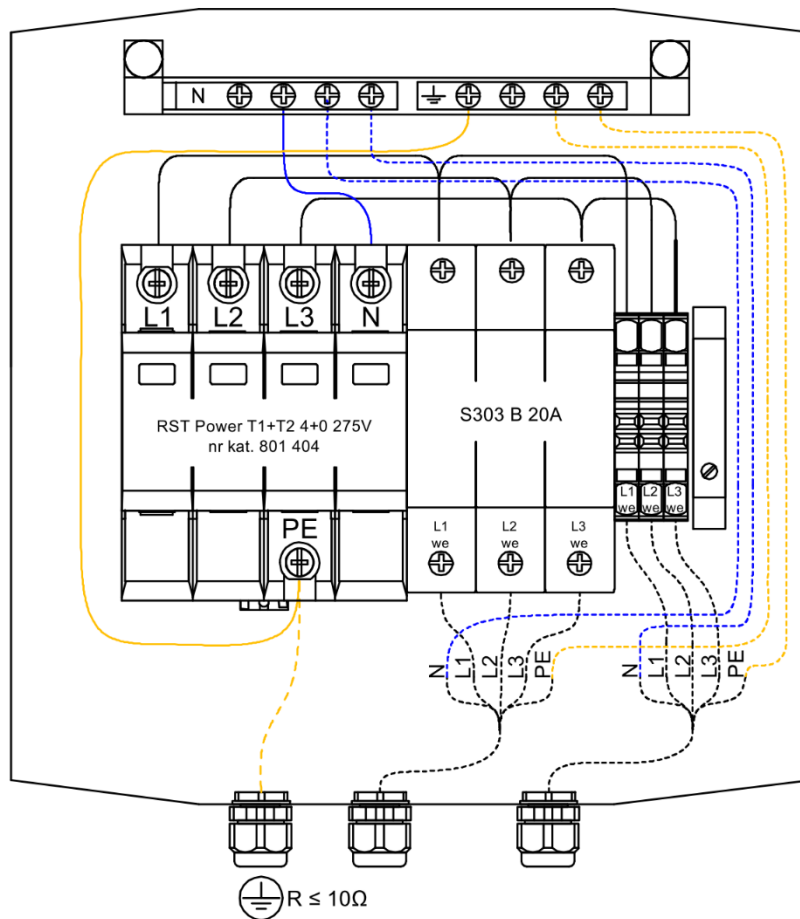 N
L1 L2 L3 N
RST Power T1+T2 4+0 275V
nr kat. 801 404
S303 B 20A
L1 L2 L3
we we we
PE
L1 L2 L3
we we we
N L1 L2 L3 PE
N L1 L2 L3 PE
R ≤ 10Ω